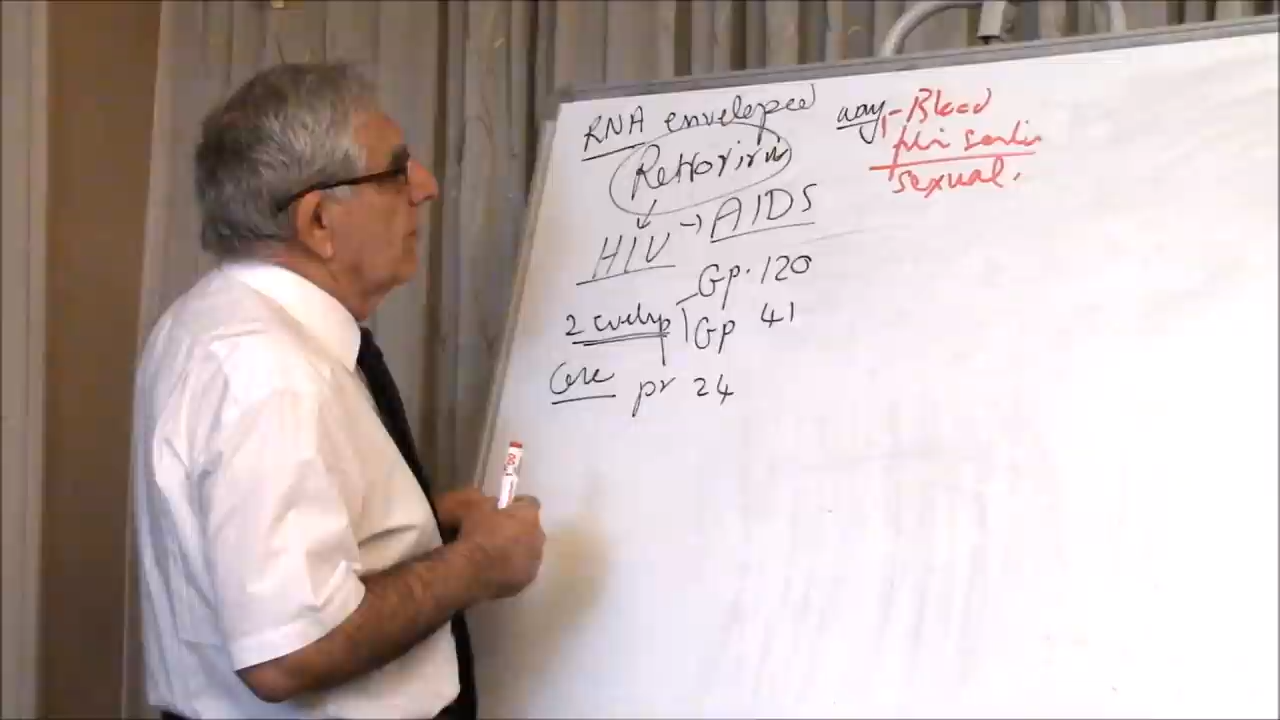 RNA enveloped
Retrovirus
HIV → AIDS
2 envelop Gp. 120
Gp 41
Core pr 24
way - Blood
sexual.